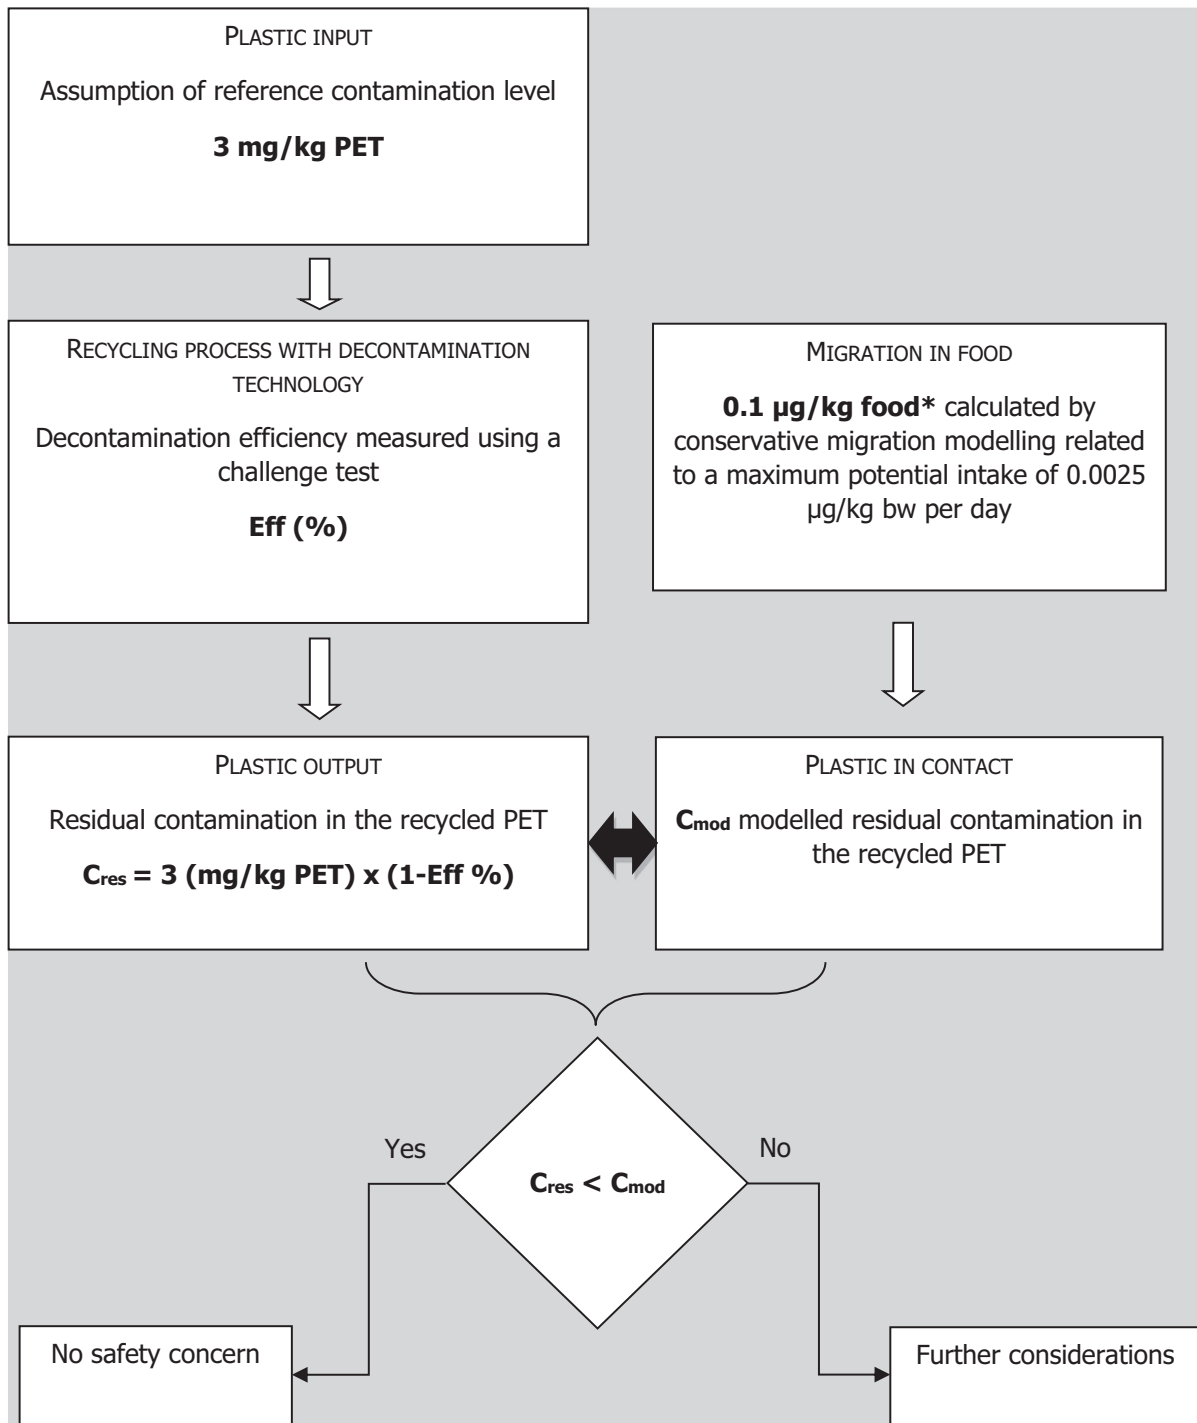 PLASTIC INPUT
Assumption of reference contamination level
3 mg/kg PET
RECYCLING PROCESS WITH DECONTAMINATION
TECHNOLOGY
Decontamination efficiency measured using a
challenge test
Eff (%)
MIGRATION IN FOOD
0.1 µg/kg food* calculated by
conservative migration modelling related
to a maximum potential intake of 0.0025
µg/kg bw per day
PLASTIC OUTPUT
Residual contamination in the recycled PET
Cres = 3 (mg/kg PET) x (1-Eff %)
PLASTIC IN CONTACT
Cmod modelled residual contamination in
the recycled PET
Yes
No
Cres < Cmod
No safety concern
Further considerations